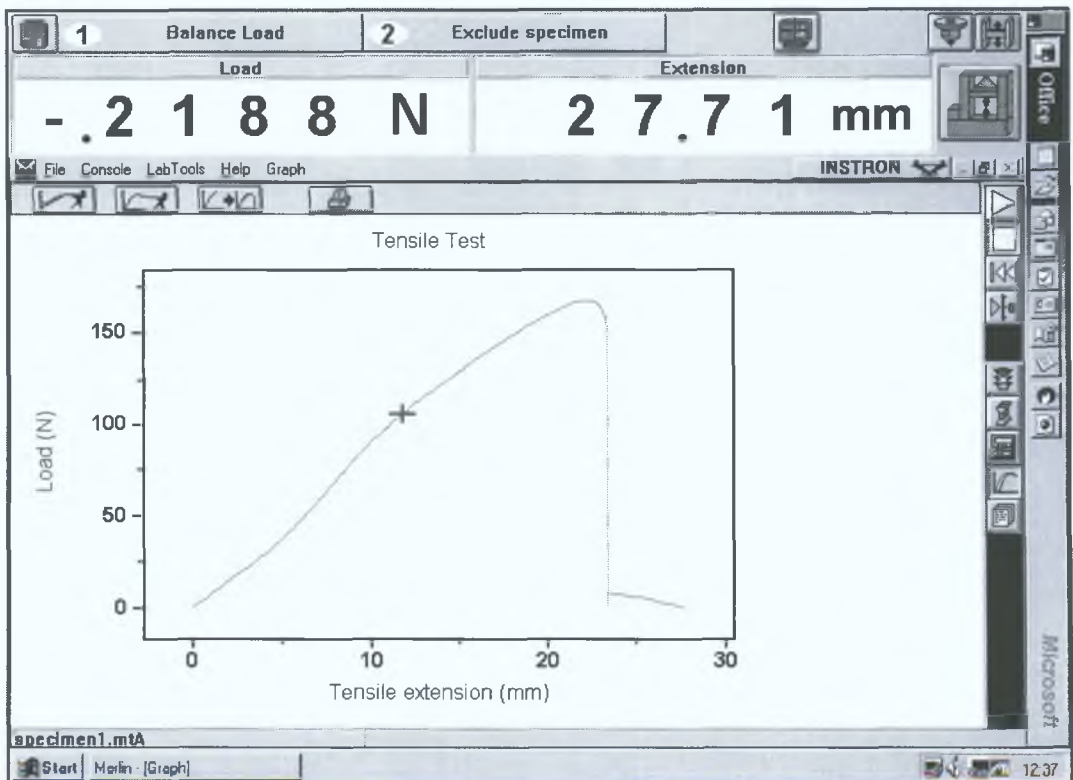 1 Balance Load 2 Exclude specimen
Load Extension
-.2188 N 27.71 mm
Office
File Console LabTools Help Graph INSTRON
Tensile Test
150
100
50
0
Load (N)
0 10 20 30
Tensile extension (mm)
Microsoft
specimen1.mtA
Start Merlin - [Graph] 12:37